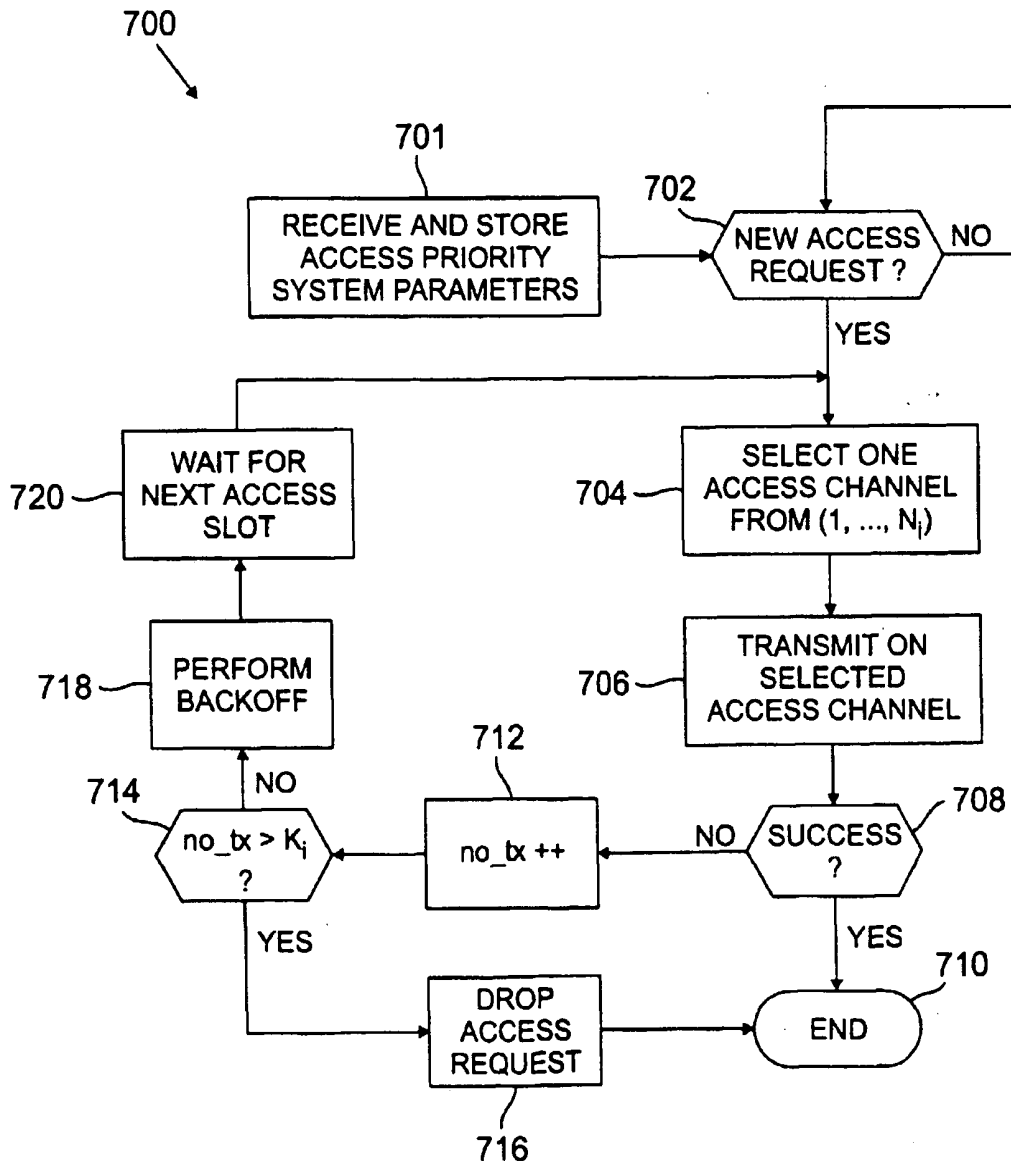 700
701
RECEIVE AND STORE
ACCESS PRIORITY
SYSTEM PARAMETERS
702
NEW ACCESS
REQUEST ?
NO
YES
720
WAIT FOR
NEXT ACCESS
SLOT
704
SELECT ONE
ACCESS CHANNEL
FROM (1, ..., Ni)
718
PERFORM
BACKOFF
706
TRANSMIT ON
SELECTED
ACCESS CHANNEL
714
NO
no_tx > Ki
?
YES
712
no_tx ++
NO
708
SUCCESS
?
YES
DROP
ACCESS
REQUEST
716
710
END